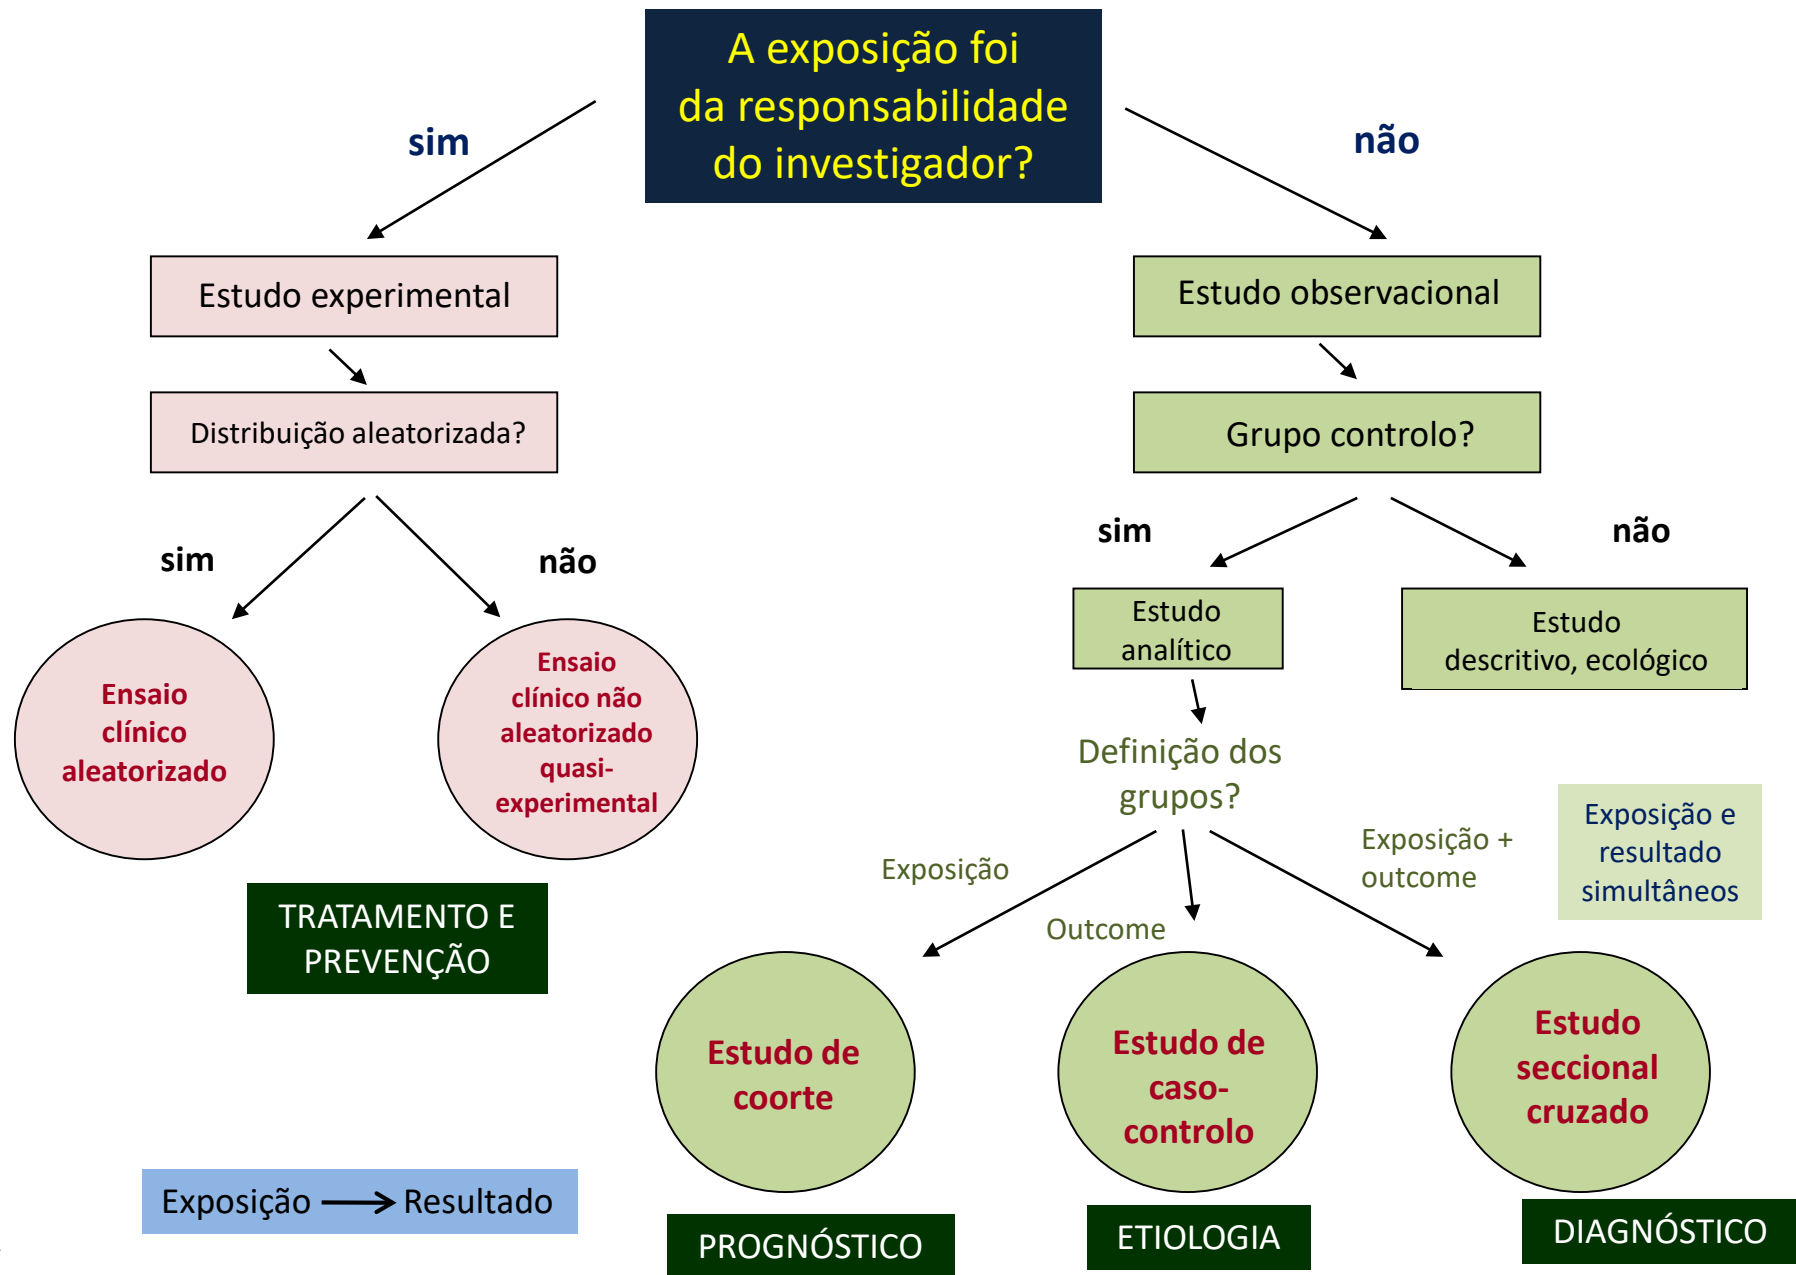 A exposição foi
da responsabilidade
do investigador?
sim
não
Estudo experimental
Estudo observacional
Distribuição aleatorizada?
Grupo controlo?
sim
não
sim
não
Estudo
analítico
Estudo
descritivo, ecológico
Ensaio
clínico
aleatorizado
Ensaio
clínico não
aleatorizado
quasi-
experimental
Definição dos
grupos?
Exposição
Outcome
Exposição +
outcome
Exposição e
resultado
simultâneos
TRATAMENTO E
PREVENÇÃO
Estudo de
coorte
Estudo de
caso-
controlo
Estudo
seccional
cruzado
Exposição → Resultado
PROGNÓSTICO
ETIOLOGIA
DIAGNÓSTICO